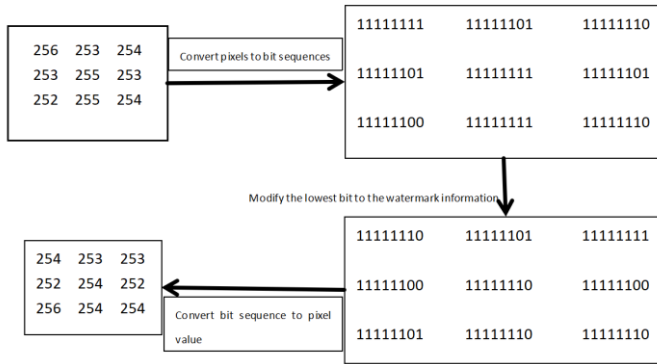 256 253 254
253 255 253
252 255 254
Convert pixels to bit sequences
11111111 11111101 11111110
11111101 11111111 11111101
11111100 11111111 11111110
Modify the lowest bit to the watermark information
11111110 11111101 11111111
11111100 11111110 11111100
11111101 11111110 11111110
Convert bit sequence to pixel
value
254 253 253
252 254 252
256 254 254